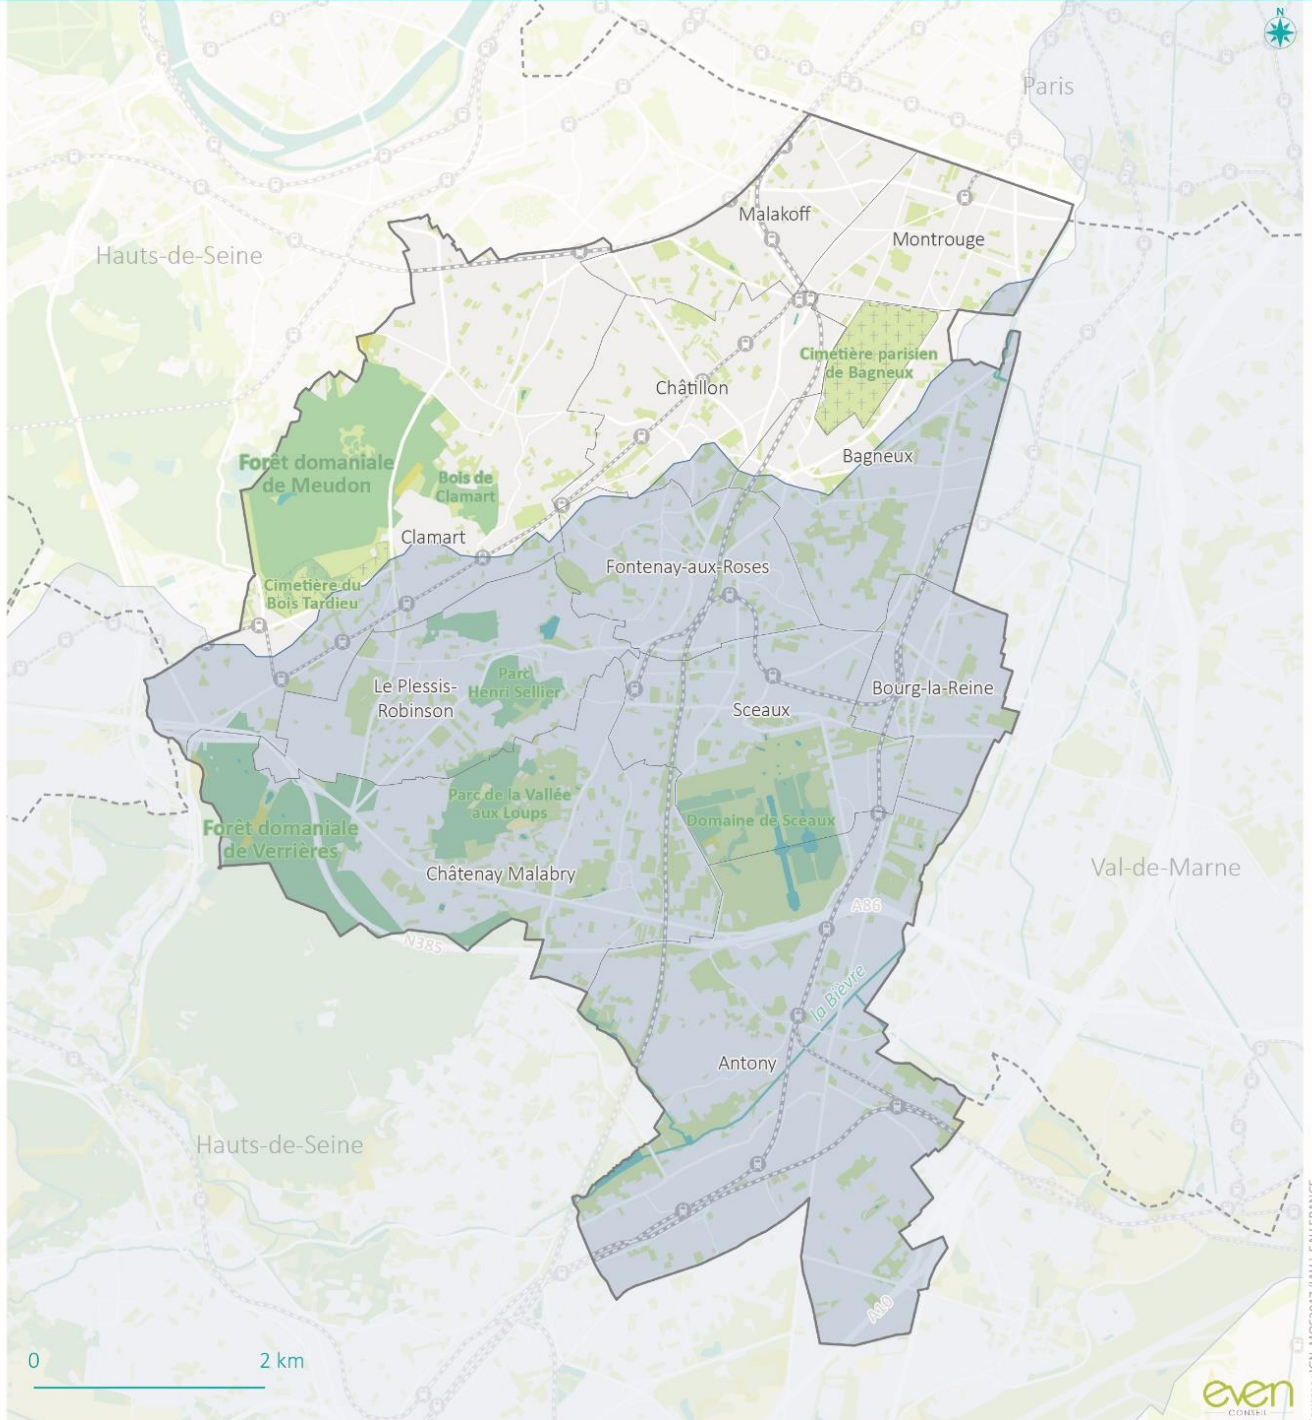 N
Paris
Malakoff
Montrouge
Hauts-de-Seine
Cimetière parisien
de Bagneux
Châtillon
Bagneux
Forêt domaniale
de Meudon
Bois de
Clamart
Clamart
Fontenay-aux-Roses
Cimetière du
Bois Tardieu
Le Plessis-
Robinson
Parc
Henri Sellier
Bourg-la-Reine
Sceaux
Parc de la Vallée
aux Loups
Domaine de Sceaux
Forêt domaniale
de Verrières
Châtenay Malabry
Val-de-Marne
A86
N385
la Bièvre
Antony
Hauts-de-Seine
A10
0
2 km
even
CONSEIL